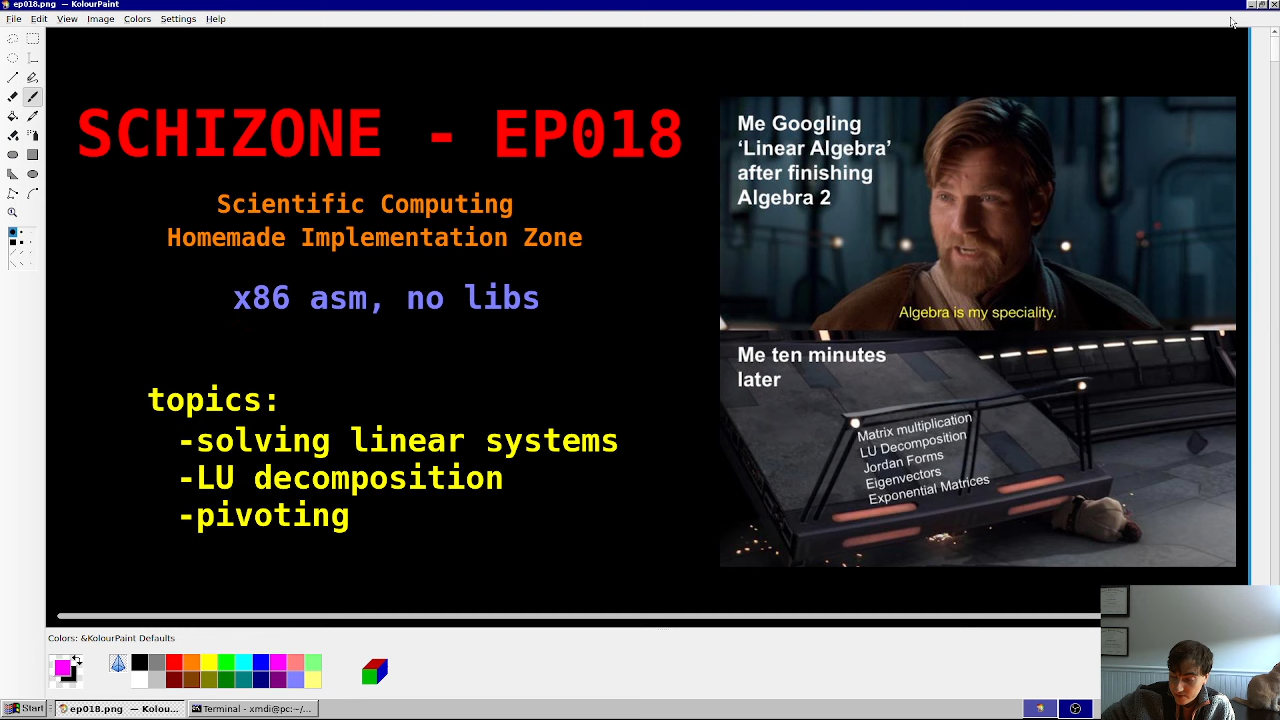 ep018.png — KolourPaint
File Edit View Image Colors Settings Help
SCHIZONE - EP018
Scientific Computing
Homemade Implementation Zone
x86 asm, no libs
topics:
-solving linear systems
-LU decomposition
-pivoting
Me Googling
‘Linear Algebra’
after finishing
Algebra 2
Algebra is my speciality.
Me ten minutes
later
Matrix multiplication
LU Decomposition
Jordan Forms
Eigenvectors
Exponential Matrices
Colors: &KolourPaint Defaults
Start
ep018.png — Kolou...
Terminal - xmdi@pc:~/...